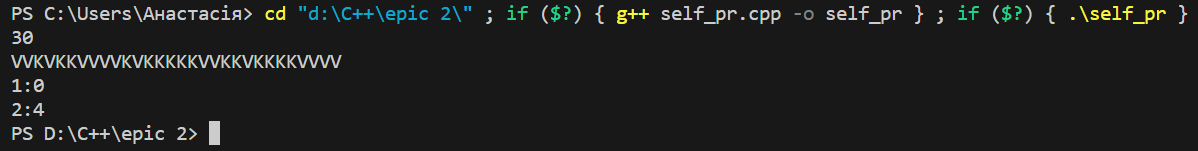 PS C:\Users\Анастасія> cd "d:\C++\epic 2\" ; if ($?) { g++ self_pr.cpp -o self_pr } ; if ($?) { .\self_pr }
30
VVKVKKVVVVKVKKKKKVVKKVKKKKVVVV
1:0
2:4
PS D:\C++\epic 2>